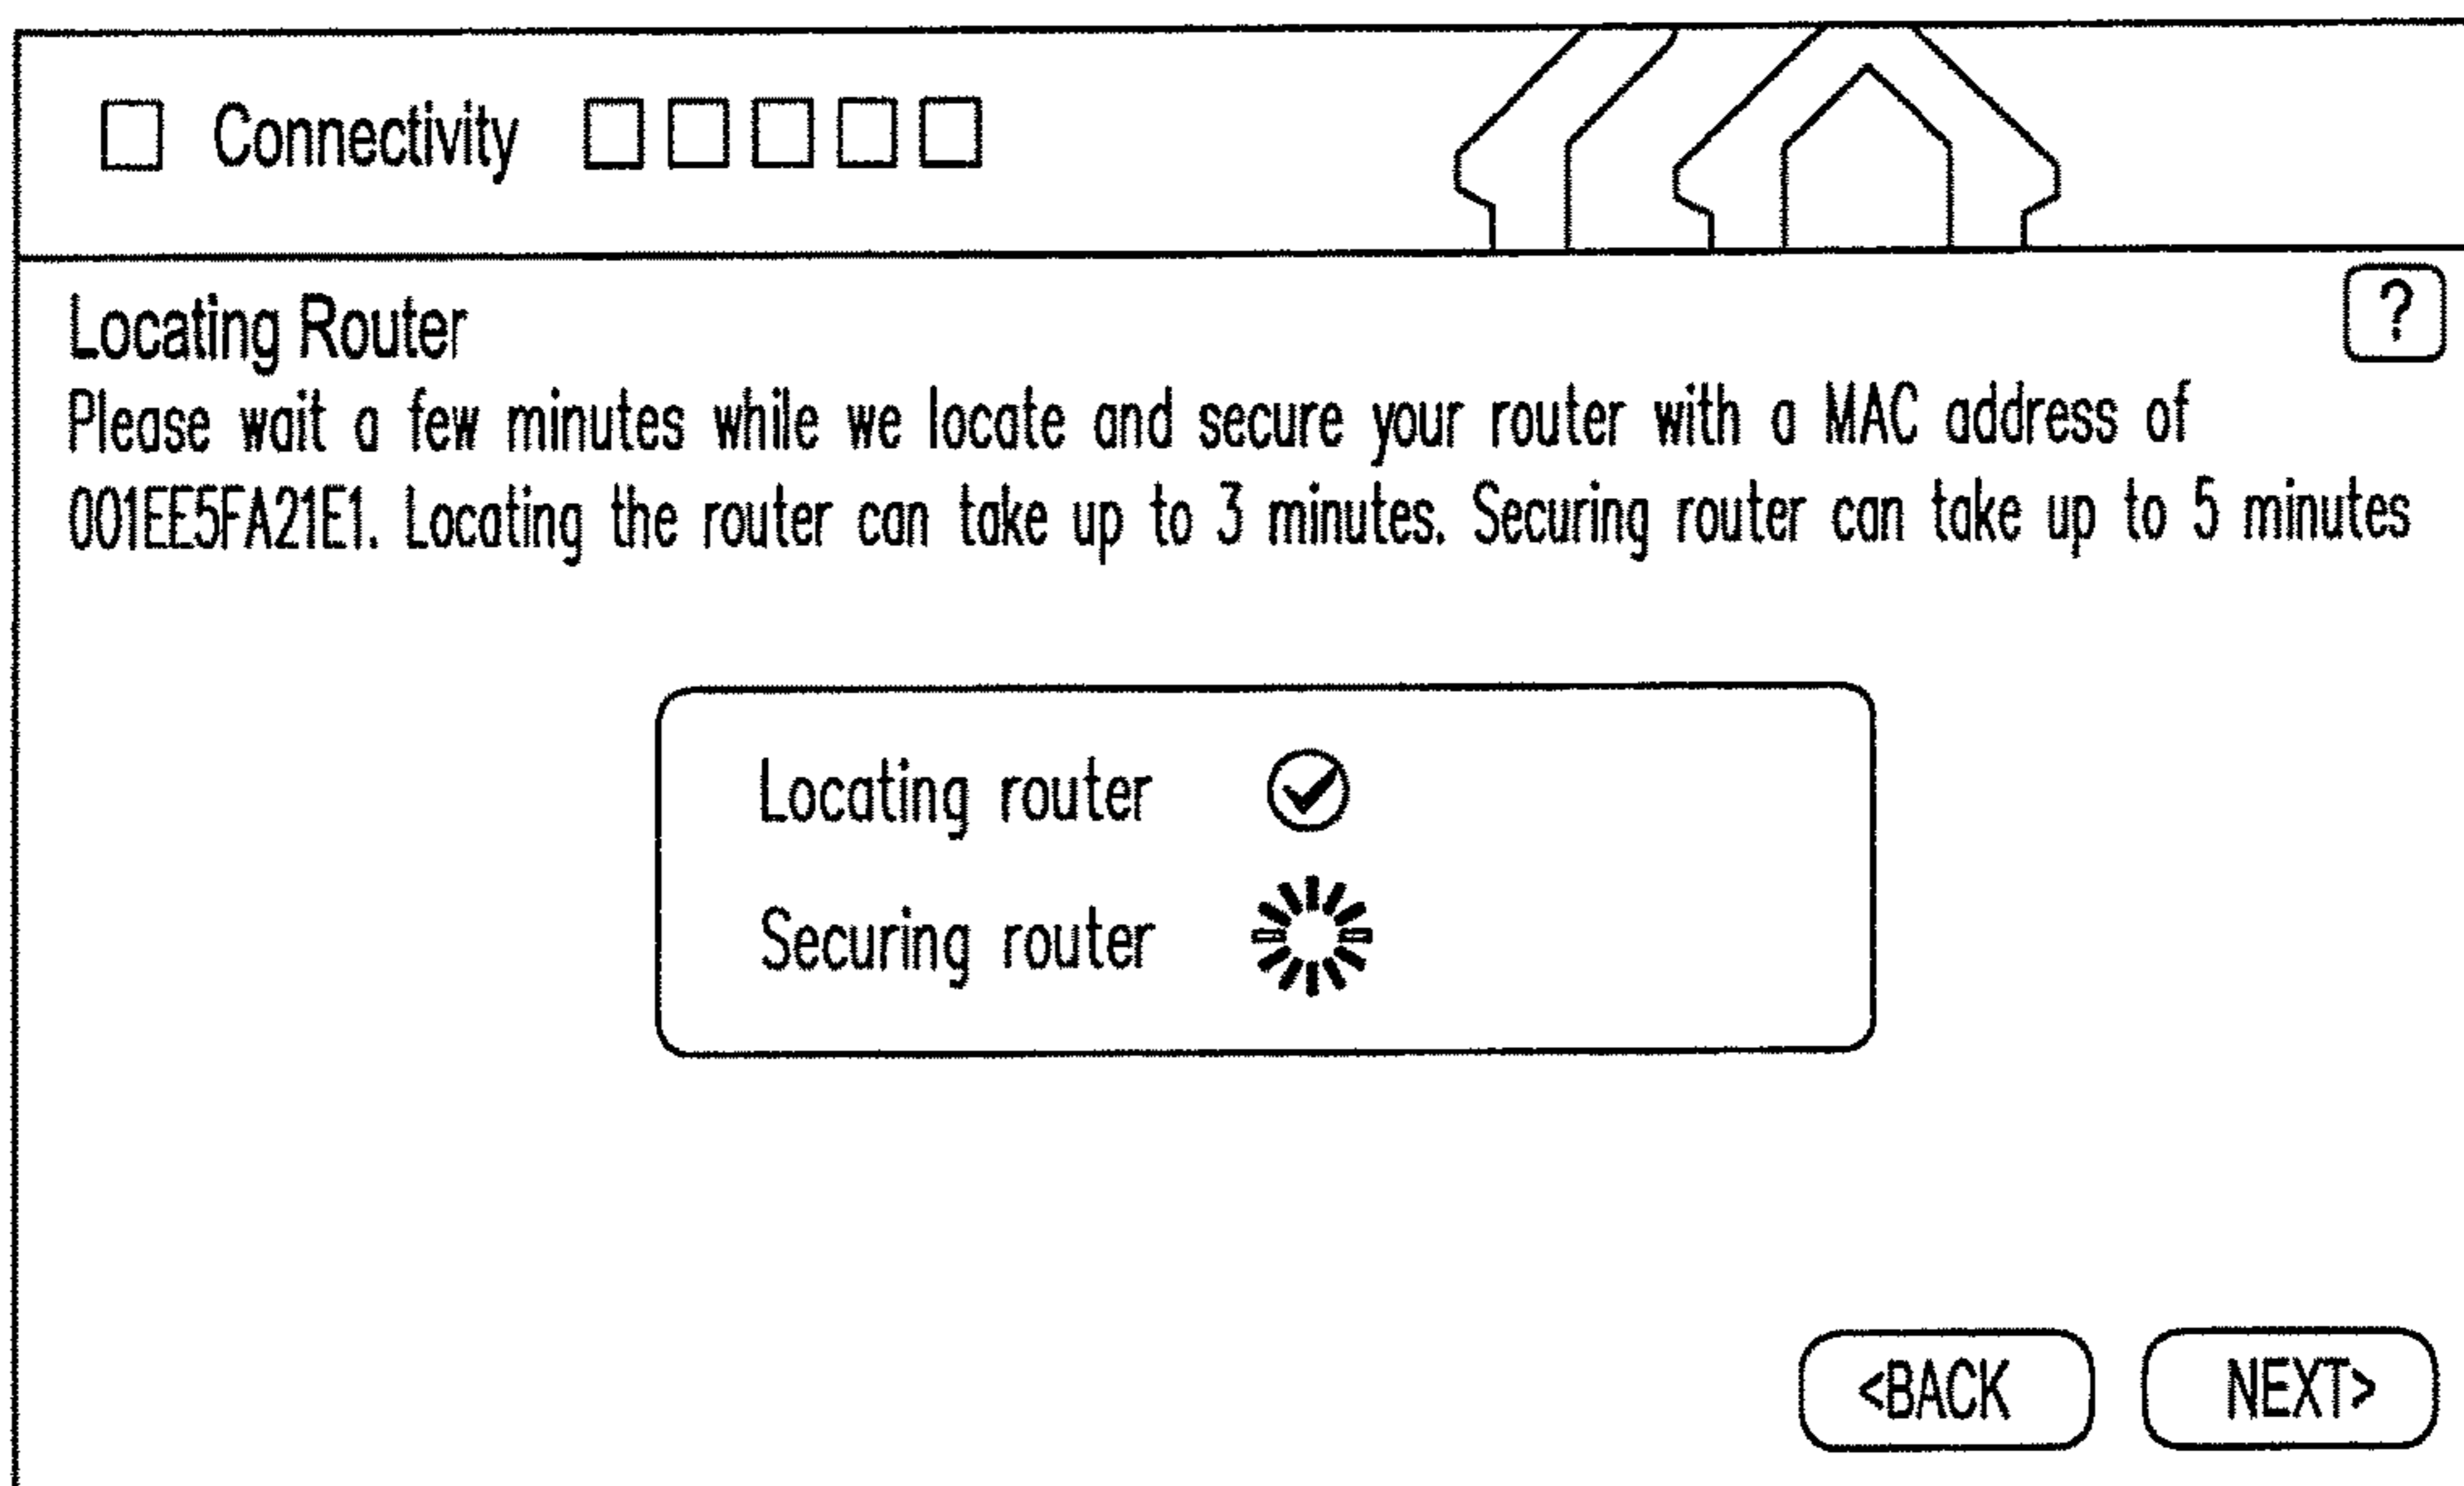 Connectivity
Locating Router
?
Please wait a few minutes while we locate and secure your router with a MAC address of
001EE5FA21E1. Locating the router can take up to 3 minutes. Securing router can take up to 5 minutes
Locating router
Securing router
<BACK NEXT>